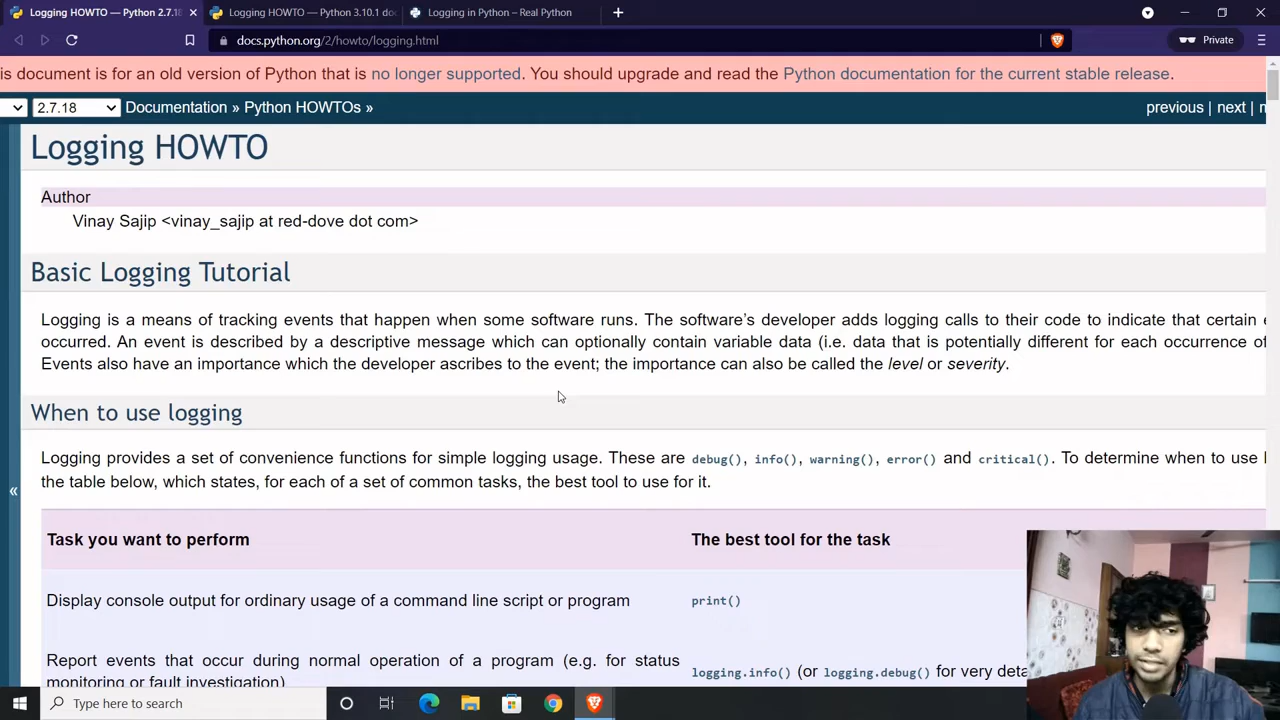 Logging HOWTO — Python 2.7.18
Logging HOWTO — Python 3.10.1 do
Logging in Python – Real Python
docs.python.org/2/howto/logging.html
Private
is document is for an old version of Python that is no longer supported. You should upgrade and read the Python documentation for the current stable release.
2.7.18 Documentation » Python HOWTOs »
previous | next |
Logging HOWTO
Author
Vinay Sajip <vinay_sajip at red-dove dot com>
Basic Logging Tutorial
Logging is a means of tracking events that happen when some software runs. The software's developer adds logging calls to their code to indicate that certain
occurred. An event is described by a descriptive message which can optionally contain variable data (i.e. data that is potentially different for each occurrence of
Events also have an importance which the developer ascribes to the event; the importance can also be called the level or severity.
When to use logging
Logging provides a set of convenience functions for simple logging usage. These are debug(), info(), warning(), error() and critical(). To determine when to use
the table below, which states, for each of a set of common tasks, the best tool to use for it.
«
Task you want to perform
The best tool for the task
Display console output for ordinary usage of a command line script or program
print()
Report events that occur during normal operation of a program (e.g. for status
monitoring or fault investigation)
logging.info() (or logging.debug() for very deta
Type here to search